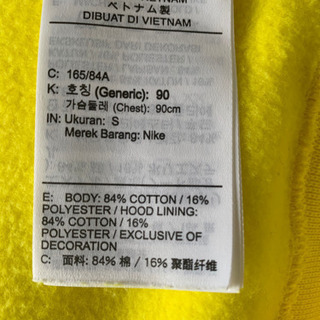 ベトナム製
DIBUAT DI VIETNAM
C: 165/84A
K: 호칭 (Generic): 90
가슴둘레 (Chest): 90cm
IN: Ukuran: S
Merek Barang: Nike
E: BODY: 84% COTTON / 16%
POLYESTER / HOOD LINING:
84% COTTON / 16%
POLYESTER / EXCLUSIVE OF
DECORATION
C: 面料: 84% 棉 / 16% 聚酯纤维